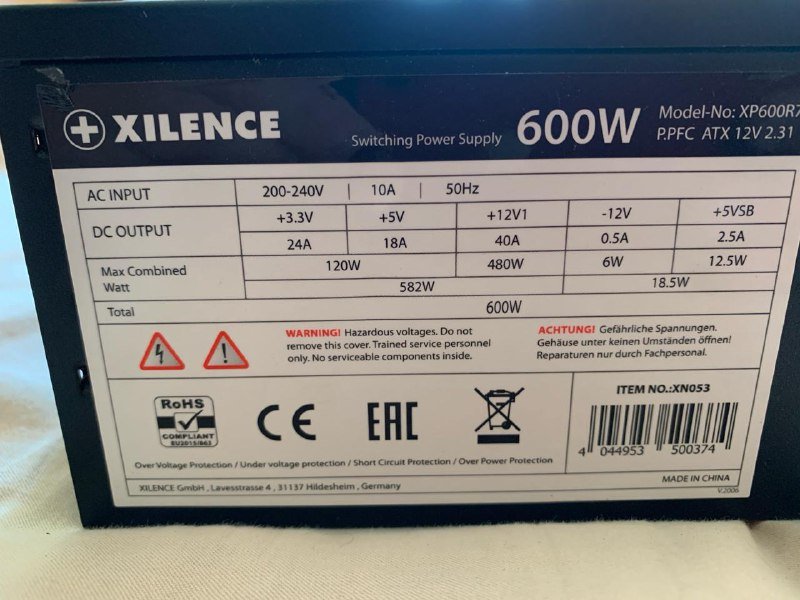 XILENCE Switching Power Supply 600W Model-No: XP600R7
P.PFC ATX 12V 2.31
AC INPUT 200-240V | 10A | 50Hz
DC OUTPUT +3.3V +5V +12V1 -12V +5VSB
24A 18A 40A 0.5A 2.5A
Max Combined Watt 120W 480W 6W 12.5W
582W 18.5W
Total 600W
WARNING! Hazardous voltages. Do not
remove this cover. Trained service personnel
only. No serviceable components inside.
ACHTUNG! Gefährliche Spannungen.
Gehäuse unter keinen Umständen öffnen!
Reparaturen nur durch Fachpersonal.
RoHS
COMPLIANT
EU2015/863
CE
EAC
ITEM NO.:XN053
4 044953 500374
Over Voltage Protection / Under voltage protection / Short Circuit Protection / Over Power Protection
XILENCE GmbH , Lavesstrasse 4 , 31137 Hildesheim , Germany
MADE IN CHINA
V.2006